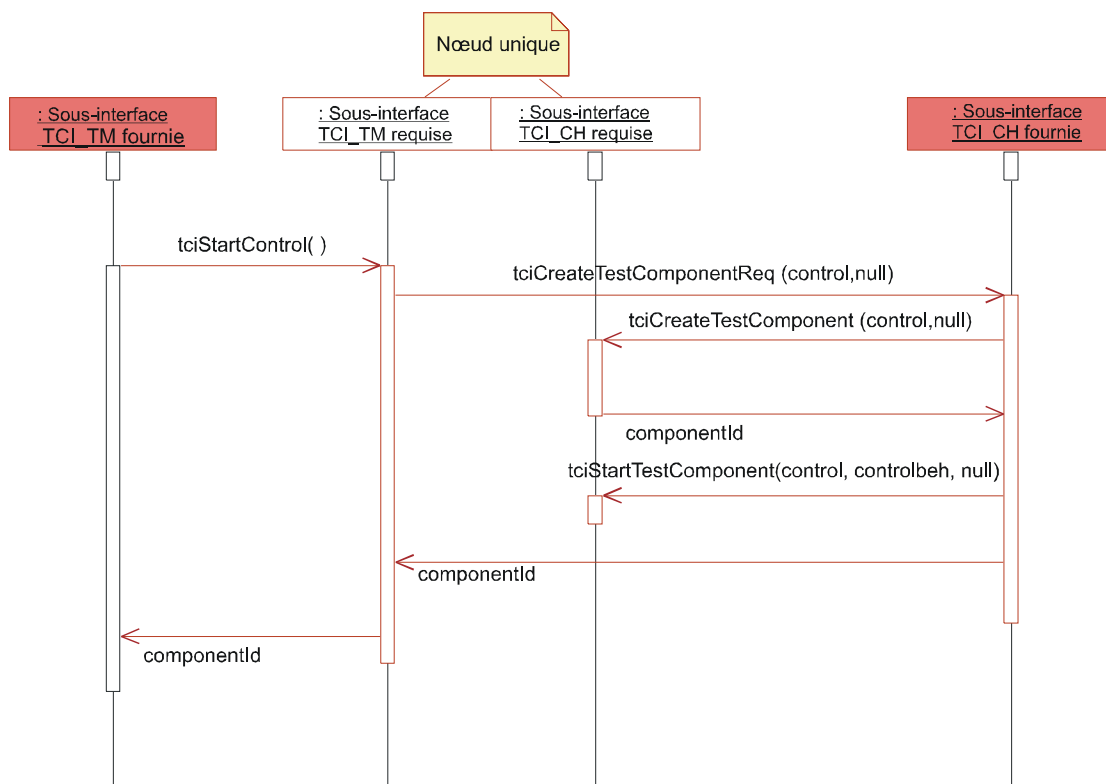 Nœud unique
: Sous-interface
TCI_TM fournie
: Sous-interface
TCI_TM requise
: Sous-interface
TCI_CH requise
: Sous-interface
TCI_CH fournie
tciStartControl( )
tciCreateTestComponentReq (control,null)
tciCreateTestComponent (control,null)
componentId
tciStartTestComponent(control, controlbeh, null)
componentId
componentId